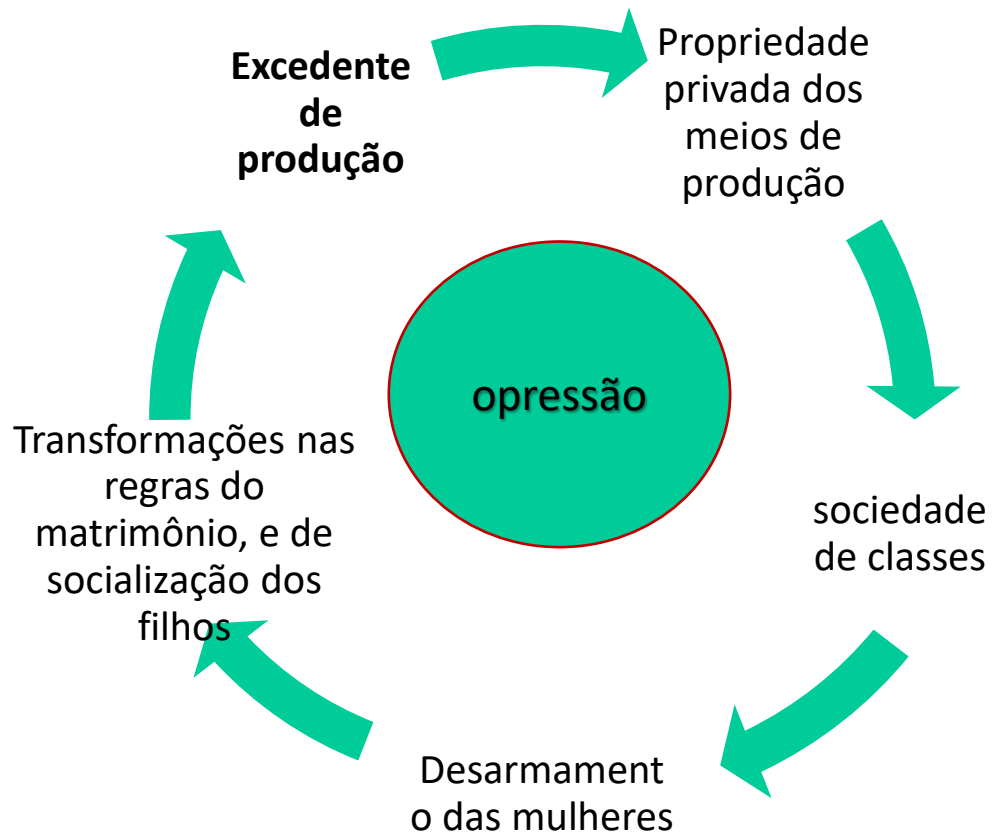 Excedente
de
produção
Propriedade
privada dos
meios de
produção
sociedade
de classes
Desarmament
o das mulheres
Transformações nas
regras do
matrimônio, e de
socialização dos
filhos
opressão